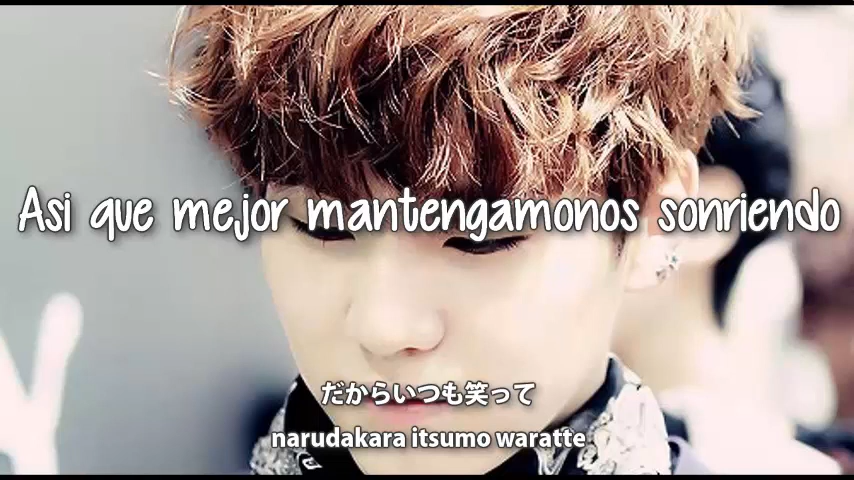 Asi que mejor mantengamonos sonriendo
だからいつも笑って
narudakara itsumo waratte